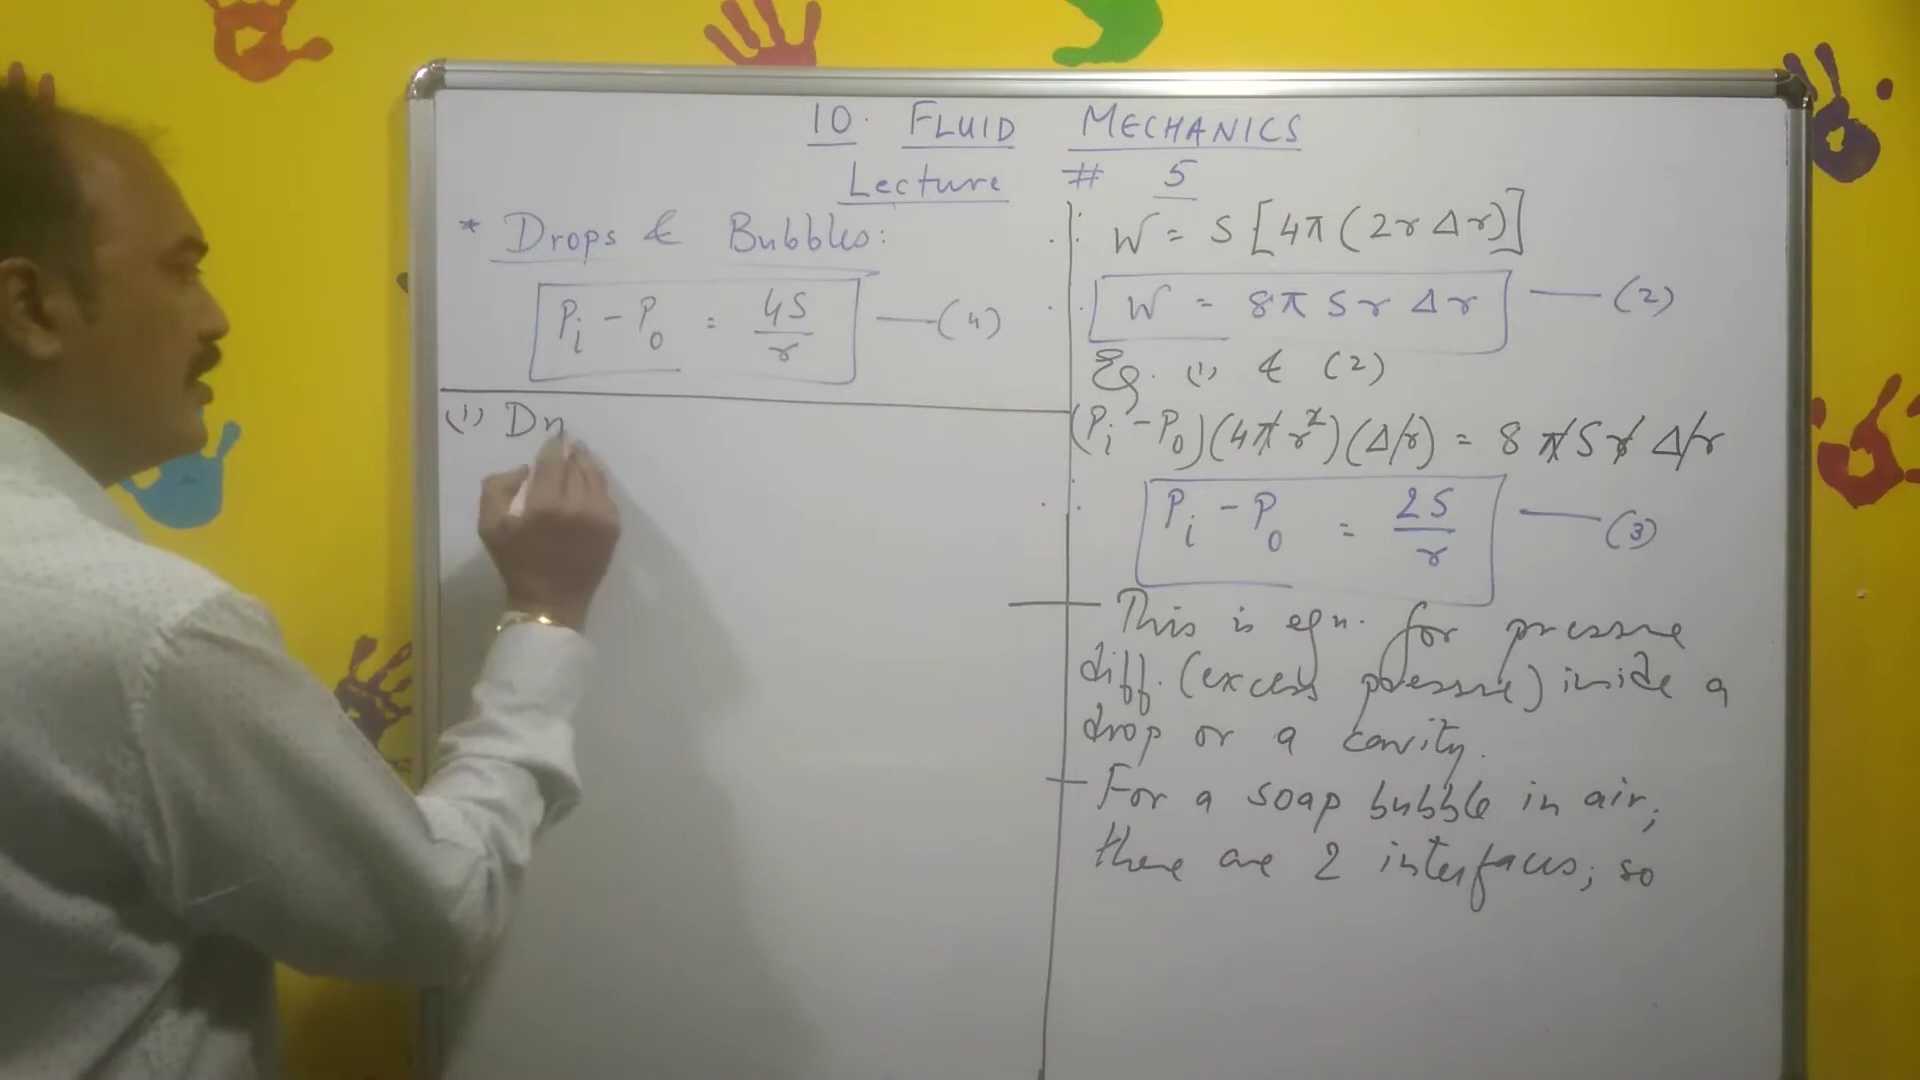 10. FLUID MECHANICS
Lecture # 5
* Drops & Bubbles:
Pi - Po = 4S/r —(4)
(1) Dr
∴ W = S [4π (2r Δr)]
∴ W = 8π S r Δr —(2)
Eq. (1) & (2)
(Pi - Po) (4π r²) (Δr) = 8 π S r Δr
∴ Pi - Po = 2S/r —(3)
— This is eqn. for pressure
diff. (excess pressure) inside a
drop or a cavity.
— For a soap bubble in air;
there are 2 interfaces; so